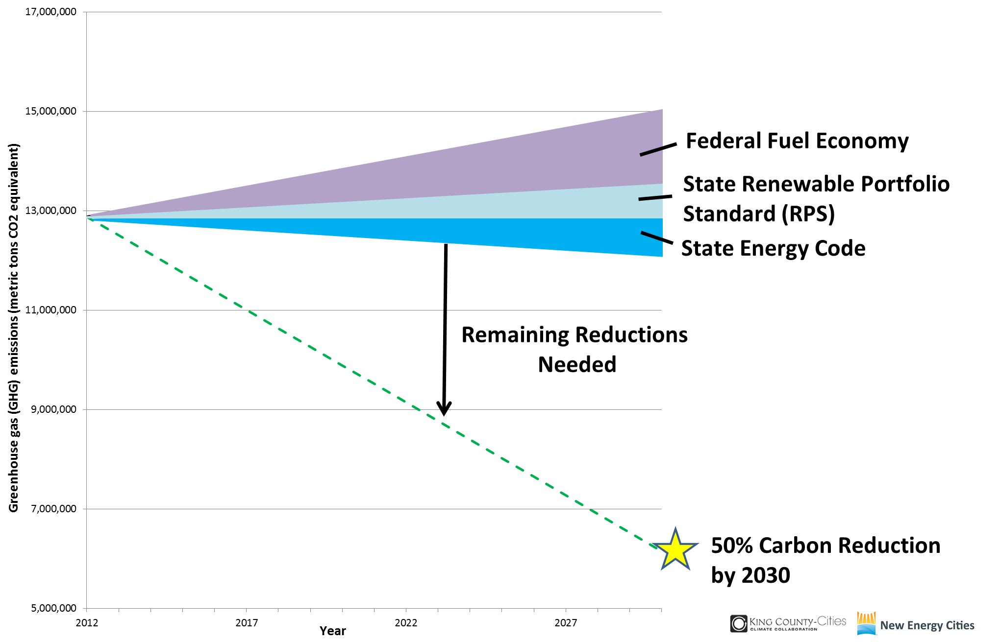 17,000,000
15,000,000
13,000,000
11,000,000
9,000,000
7,000,000
5,000,000
Greenhouse gas (GHG) emissions (metric tons CO2 equivalent)
Federal Fuel Economy
State Renewable Portfolio
Standard (RPS)
State Energy Code
Remaining Reductions
Needed
50% Carbon Reduction
by 2030
2012
2017
2022
2027
Year
KING COUNTY-Cities
CLIMATE COLLABORATION
New Energy Cities